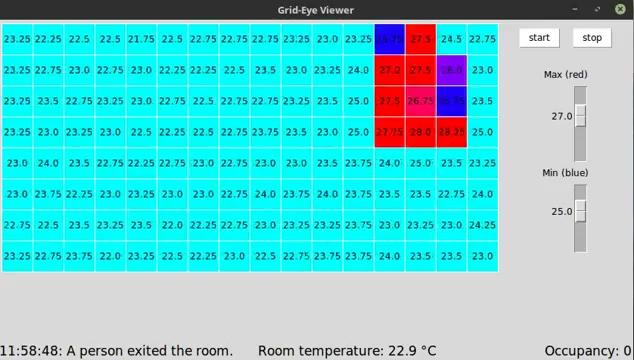 Grid-Eye Viewer
23.25 22.25 22.5 22.5 21.75 22.5 22.75 22.75 22.75 23.25 23.0 23.25 27.5 24.5 22.75
23.25 22.75 23.0 22.75 23.0 22.25 22.25 22.5 23.5 23.0 23.25 24.0 27.0 27.5 23.0
23.25 23.5 22.75 23.25 23.0 22.75 22.5 22.75 22.75 23.0 23.5 25.0 27.5 26.75 23.5
23.25 23.0 23.25 23.0 22.5 22.75 22.5 22.75 23.75 23.5 23.0 25.0 27.75 28.0 28.25 25.0
23.0 24.0 23.5 22.75 22.25 22.75 23.0 22.75 23.0 23.0 23.5 23.75 24.0 25.0 23.5 23.25
23.0 23.75 22.25 23.0 22.75 23.0 22.25 22.75 23.0 23.25 23.75 23.75 23.5 23.5 22.75 24.0
22.75 22.5 23.5 23.25 23.5 22.0 22.25 22.75 23.0 22.25 23.75 23.75 23.0 23.25 23.0 24.25
23.25 22.75 23.75 22.0 23.0 22.25 22.25 23.0 22.5 22.25 23.75 23.75 24.0 23.5 23.5 23.0
start stop
Max (red)
27.0
Min (blue)
25.0
11:58:48: A person exited the room. Room temperature: 22.9 °C Occupancy: 0